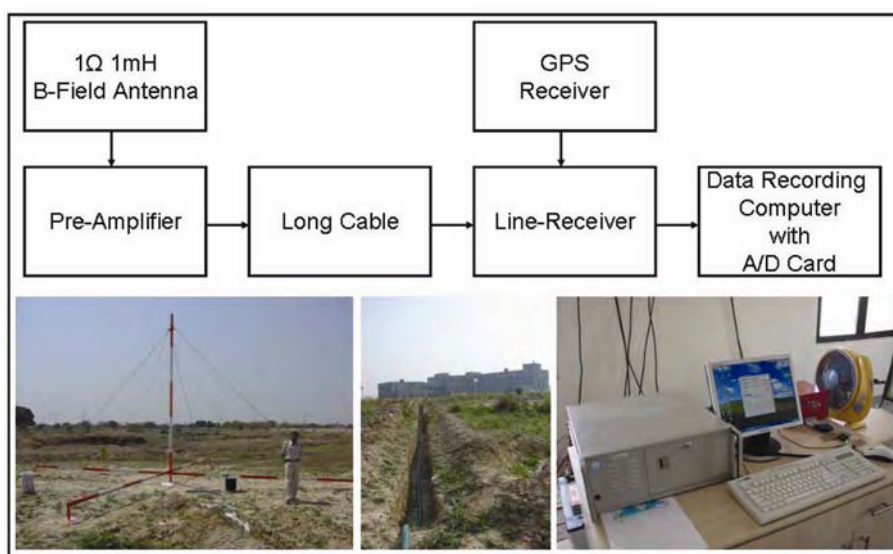 1Ω 1mH
B-Field Antenna
GPS
Receiver
Pre-Amplifier
Long Cable
Line-Receiver
Data Recording
Computer
with
A/D Card